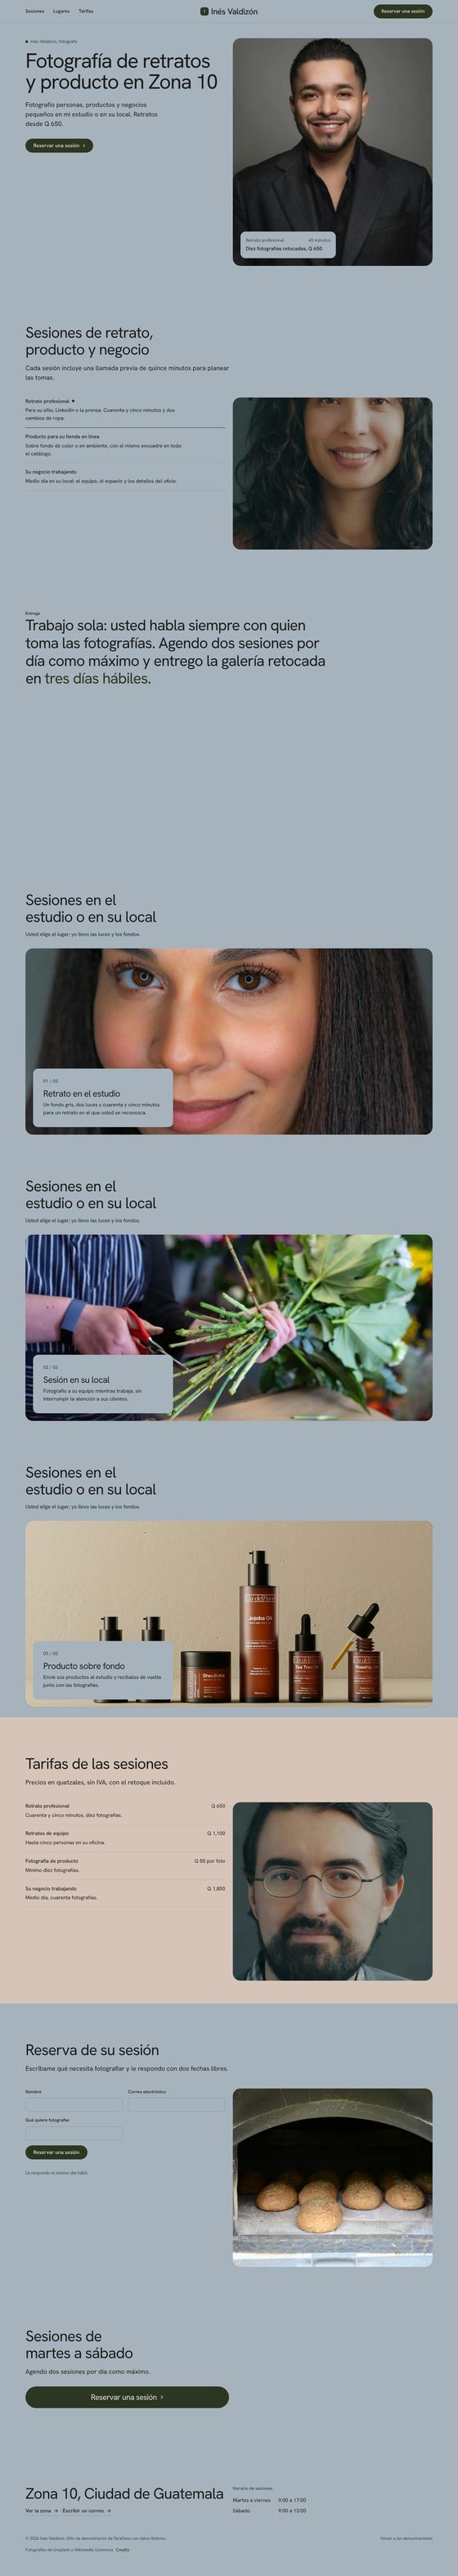 Sesiones Lugares Tarifas
Inés Valdizón
Reservar una sesión
Inés Valdizón, fotógrafa
Fotografía de retratos
y producto en Zona 10
Fotografío personas, productos y negocios
pequeños en mi estudio o en su local. Retratos
desde Q 650.
Reservar una sesión
Retrato profesional 45 minutos
Diez fotografías retocadas, Q 650
Sesiones de retrato,
producto y negocio
Cada sesión incluye una llamada previa de quince minutos para planear
las tomas.
Retrato profesional
Para su sitio, LinkedIn o la prensa. Cuarenta y cinco minutos y dos
cambios de ropa.
Producto para su tienda en línea
Sobre fondo de color o en ambiente, con el mismo encuadre en todo
el catálogo.
Su negocio trabajando
Medio día en su local: el equipo, el espacio y los detalles del oficio.
Entrega
Trabajo sola: usted habla siempre con quien
toma las fotografías. Agendo dos sesiones por
día como máximo y entrego la galería retocada
en tres días hábiles.
Sesiones en el
estudio o en su local
Usted elige el lugar; yo llevo las luces y los fondos.
01 / 03
Retrato en el estudio
Un fondo gris, dos luces y cuarenta y cinco minutos
para un retrato en el que usted se reconozca.
Sesiones en el
estudio o en su local
Usted elige el lugar; yo llevo las luces y los fondos.
02 / 03
Sesión en su local
Fotografío a su equipo mientras trabaja, sin
interrumpir la atención a sus clientes.
Sesiones en el
estudio o en su local
Usted elige el lugar; yo llevo las luces y los fondos.
Jojoba Oil
Shea Butter
Tea Tree Oil
Rosehip Oil
03 / 03
Producto sobre fondo
Envíe sus productos al estudio y recíbalos de vuelta
junto con las fotografías.
Tarifas de las sesiones
Precios en quetzales, sin IVA, con el retoque incluido.
Retrato profesional Q 650
Cuarenta y cinco minutos, diez fotografías.
Retratos de equipo Q 1,100
Hasta cinco personas en su oficina.
Fotografía de producto Q 80 por foto
Mínimo diez fotografías.
Su negocio trabajando Q 1,800
Medio día, cuarenta fotografías.
Reserva de su sesión
Escríbame qué necesita fotografiar y le respondo con dos fechas libres.
Nombre Correo electrónico
Qué quiere fotografiar
Reservar una sesión
Le respondo el mismo día hábil.
Sesiones de
martes a sábado
Agendo dos sesiones por día como máximo.
Reservar una sesión
Zona 10, Ciudad de Guatemala
Ver la zona Escribir un correo
Horario de sesiones
Martes a viernes 9:00 a 17:00
Sábado 9:00 a 13:00
Volver a las demostraciones
Fotografías de Unsplash y Wikimedia Commons. Credits